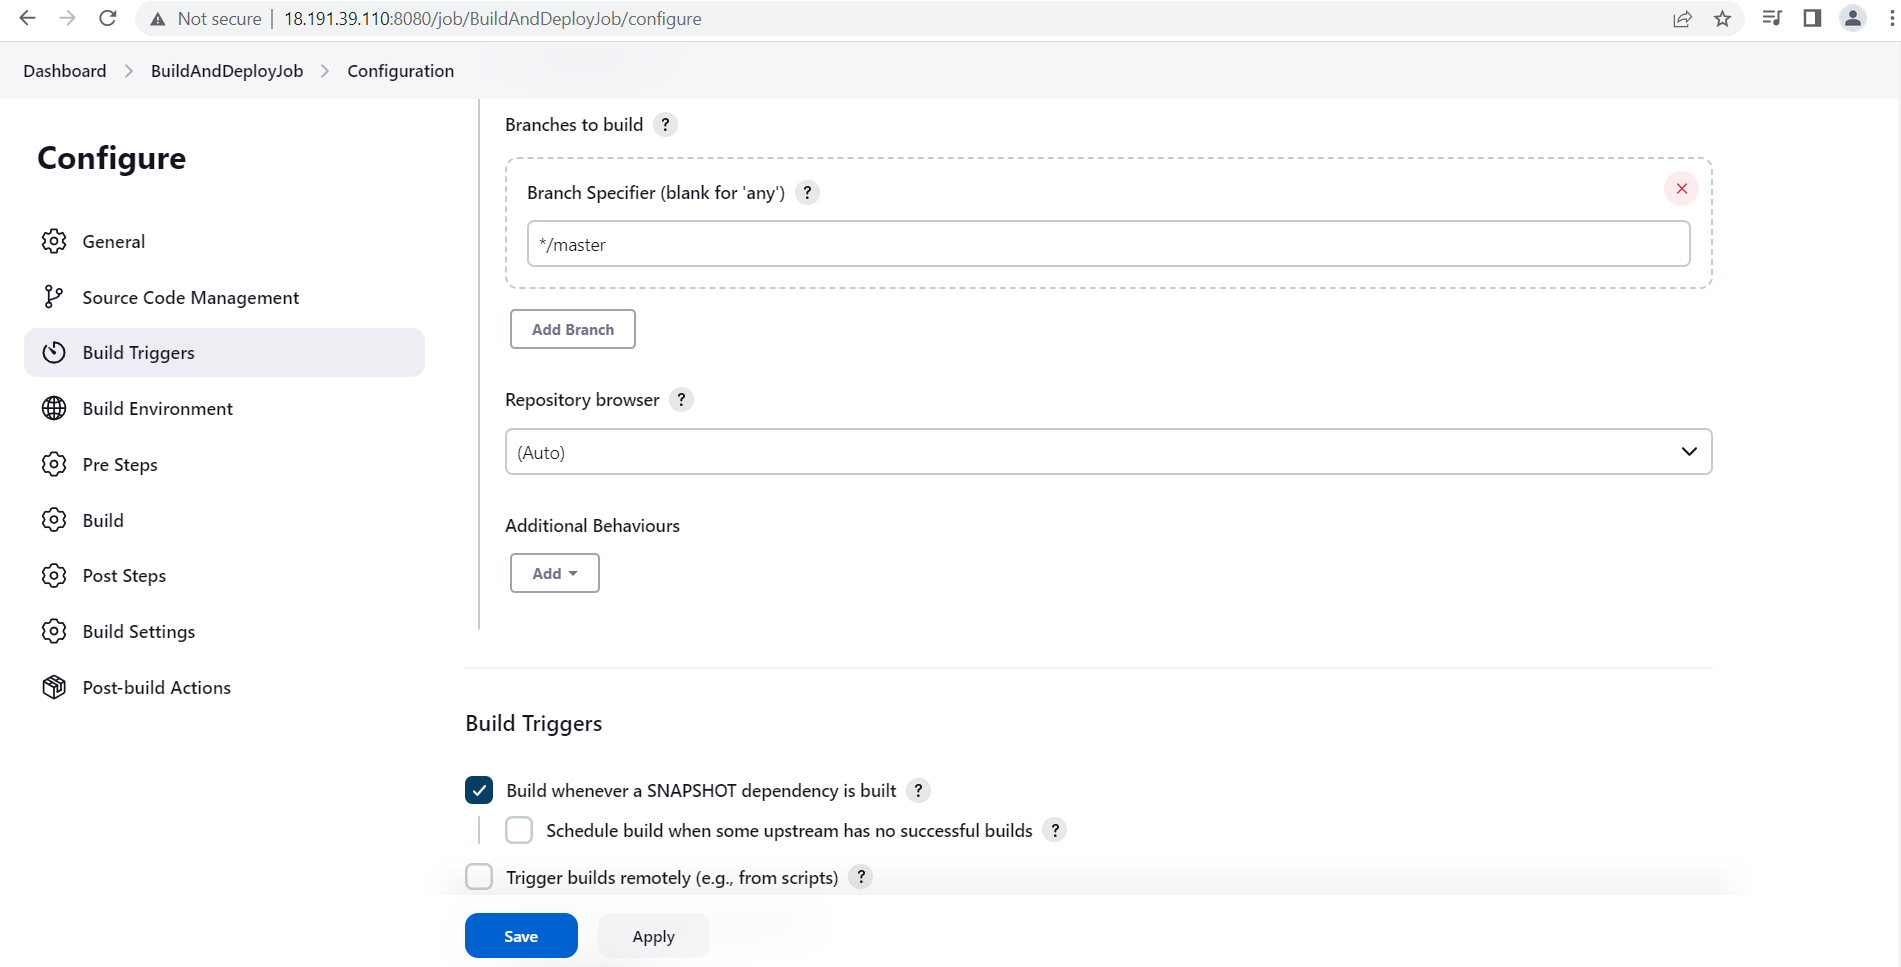 Not secure | 18.191.39.110:8080/job/BuildAndDeployJob/configure
Dashboard > BuildAndDeployJob > Configuration
Configure
General
Source Code Management
Build Triggers
Build Environment
Pre Steps
Build
Post Steps
Build Settings
Post-build Actions
Branches to build ?
Branch Specifier (blank for 'any') ?
*/master
Add Branch
Repository browser ?
(Auto)
Additional Behaviours
Add
Build Triggers
Build whenever a SNAPSHOT dependency is built ?
Schedule build when some upstream has no successful builds ?
Trigger builds remotely (e.g., from scripts) ?
Save Apply